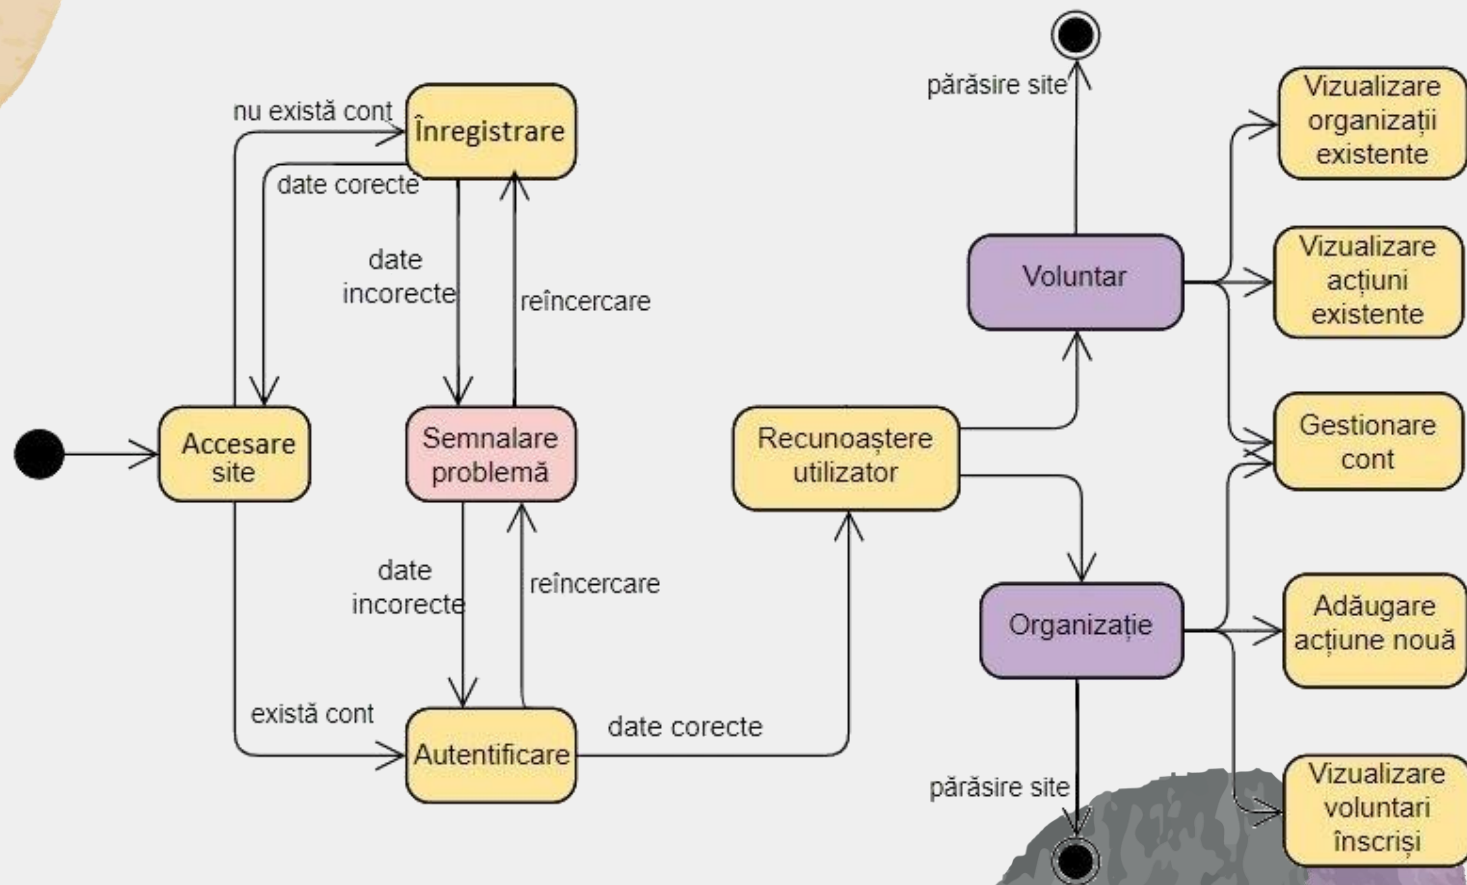 nu există cont
Înregistrare
date corecte
date
incorecte
reîncercare
Accesare
site
Semnalare
problemă
date
incorecte
reîncercare
există cont
Autentificare
date corecte
Recunoaștere
utilizator
părăsire site
Voluntar
Organizație
părăsire site
Vizualizare
organizații
existente
Vizualizare
acțiuni
existente
Gestionare
cont
Adăugare
acțiune nouă
Vizualizare
voluntari
înscriși